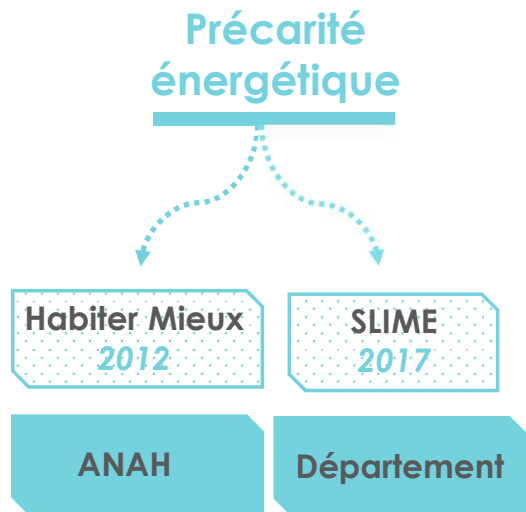 Précarité
énergétique
Habiter Mieux
2012
SLIME
2017
ANAH
Département